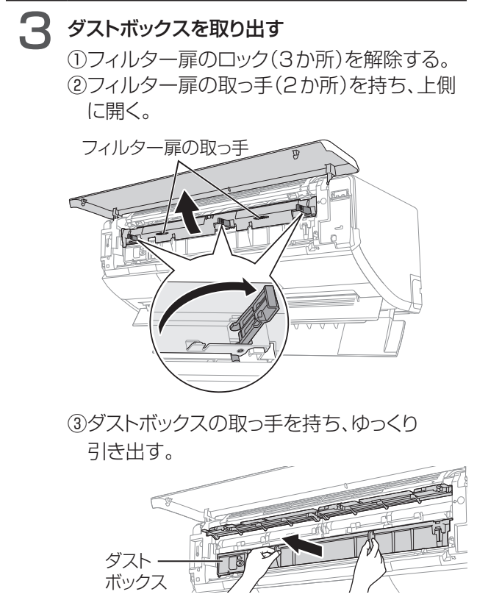 3 ダストボックスを取り出す
①フィルター扉のロック（3か所）を解除する。
②フィルター扉の取っ手（2か所）を持ち、上側
に開く。
フィルター扉の取っ手
③ダストボックスの取っ手を持ち、ゆっくり
引き出す。
ダスト
ボックス